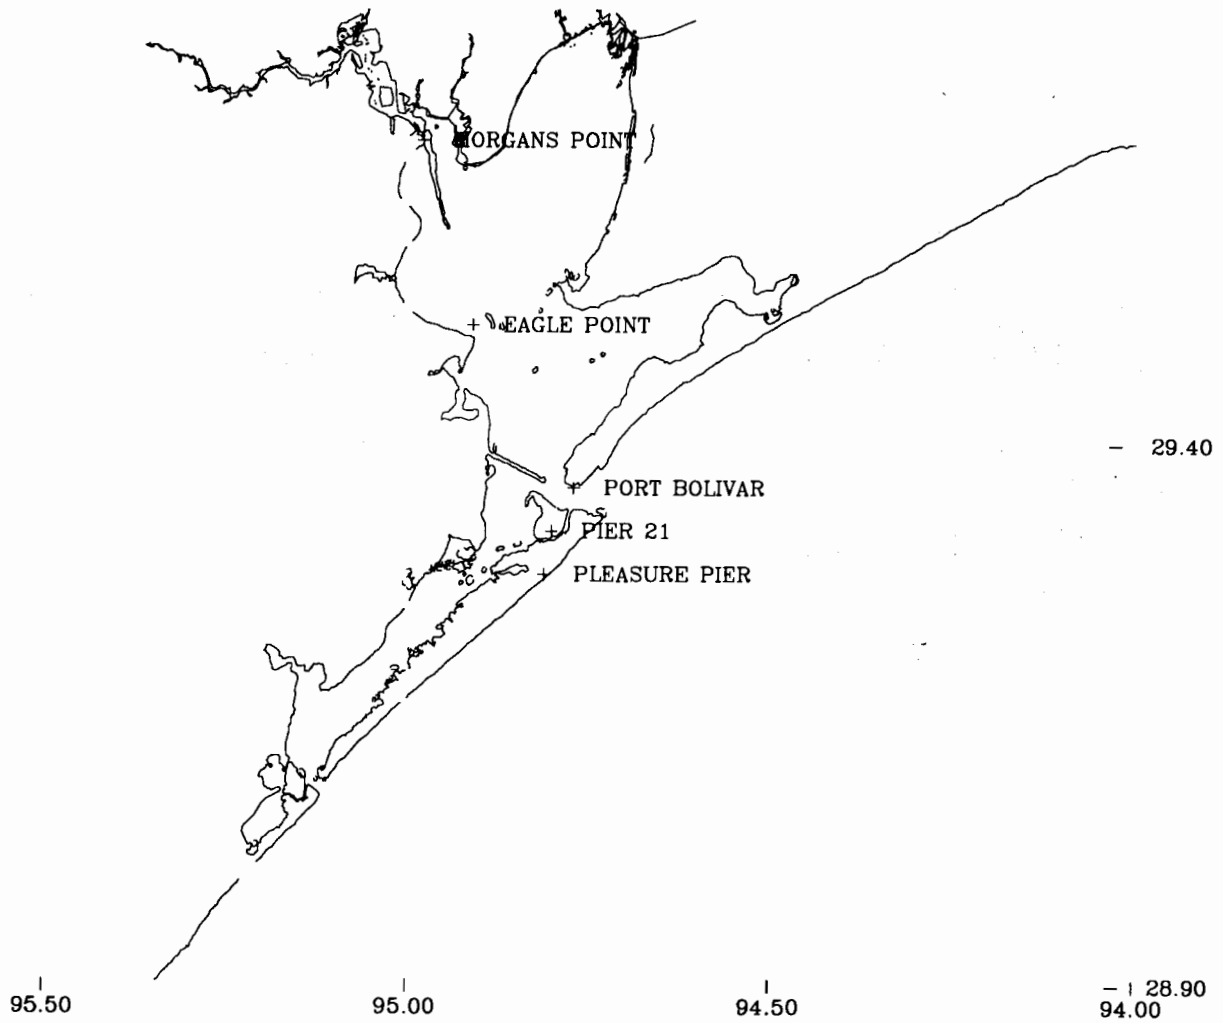 MORGANS POINT
EAGLE POINT
29.40
PORT BOLIVAR
PIER 21
PLEASURE PIER
28.90
95.50
95.00
94.50
94.00